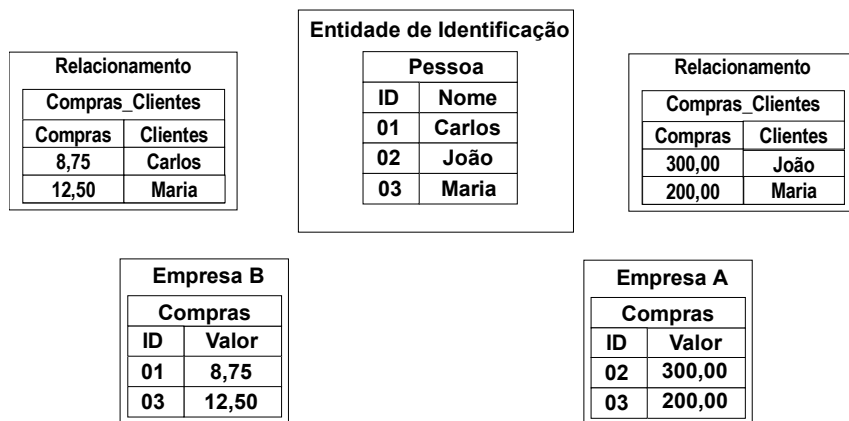 Relacionamento
Compras_Clientes
Compras Clientes
8,75 Carlos
12,50 Maria
Entidade de Identificação
Pessoa
ID Nome
01 Carlos
02 João
03 Maria
Relacionamento
Compras_Clientes
Compras Clientes
300,00 João
200,00 Maria
Empresa B
Compras
ID Valor
01 8,75
03 12,50
Empresa A
Compras
ID Valor
02 300,00
03 200,00